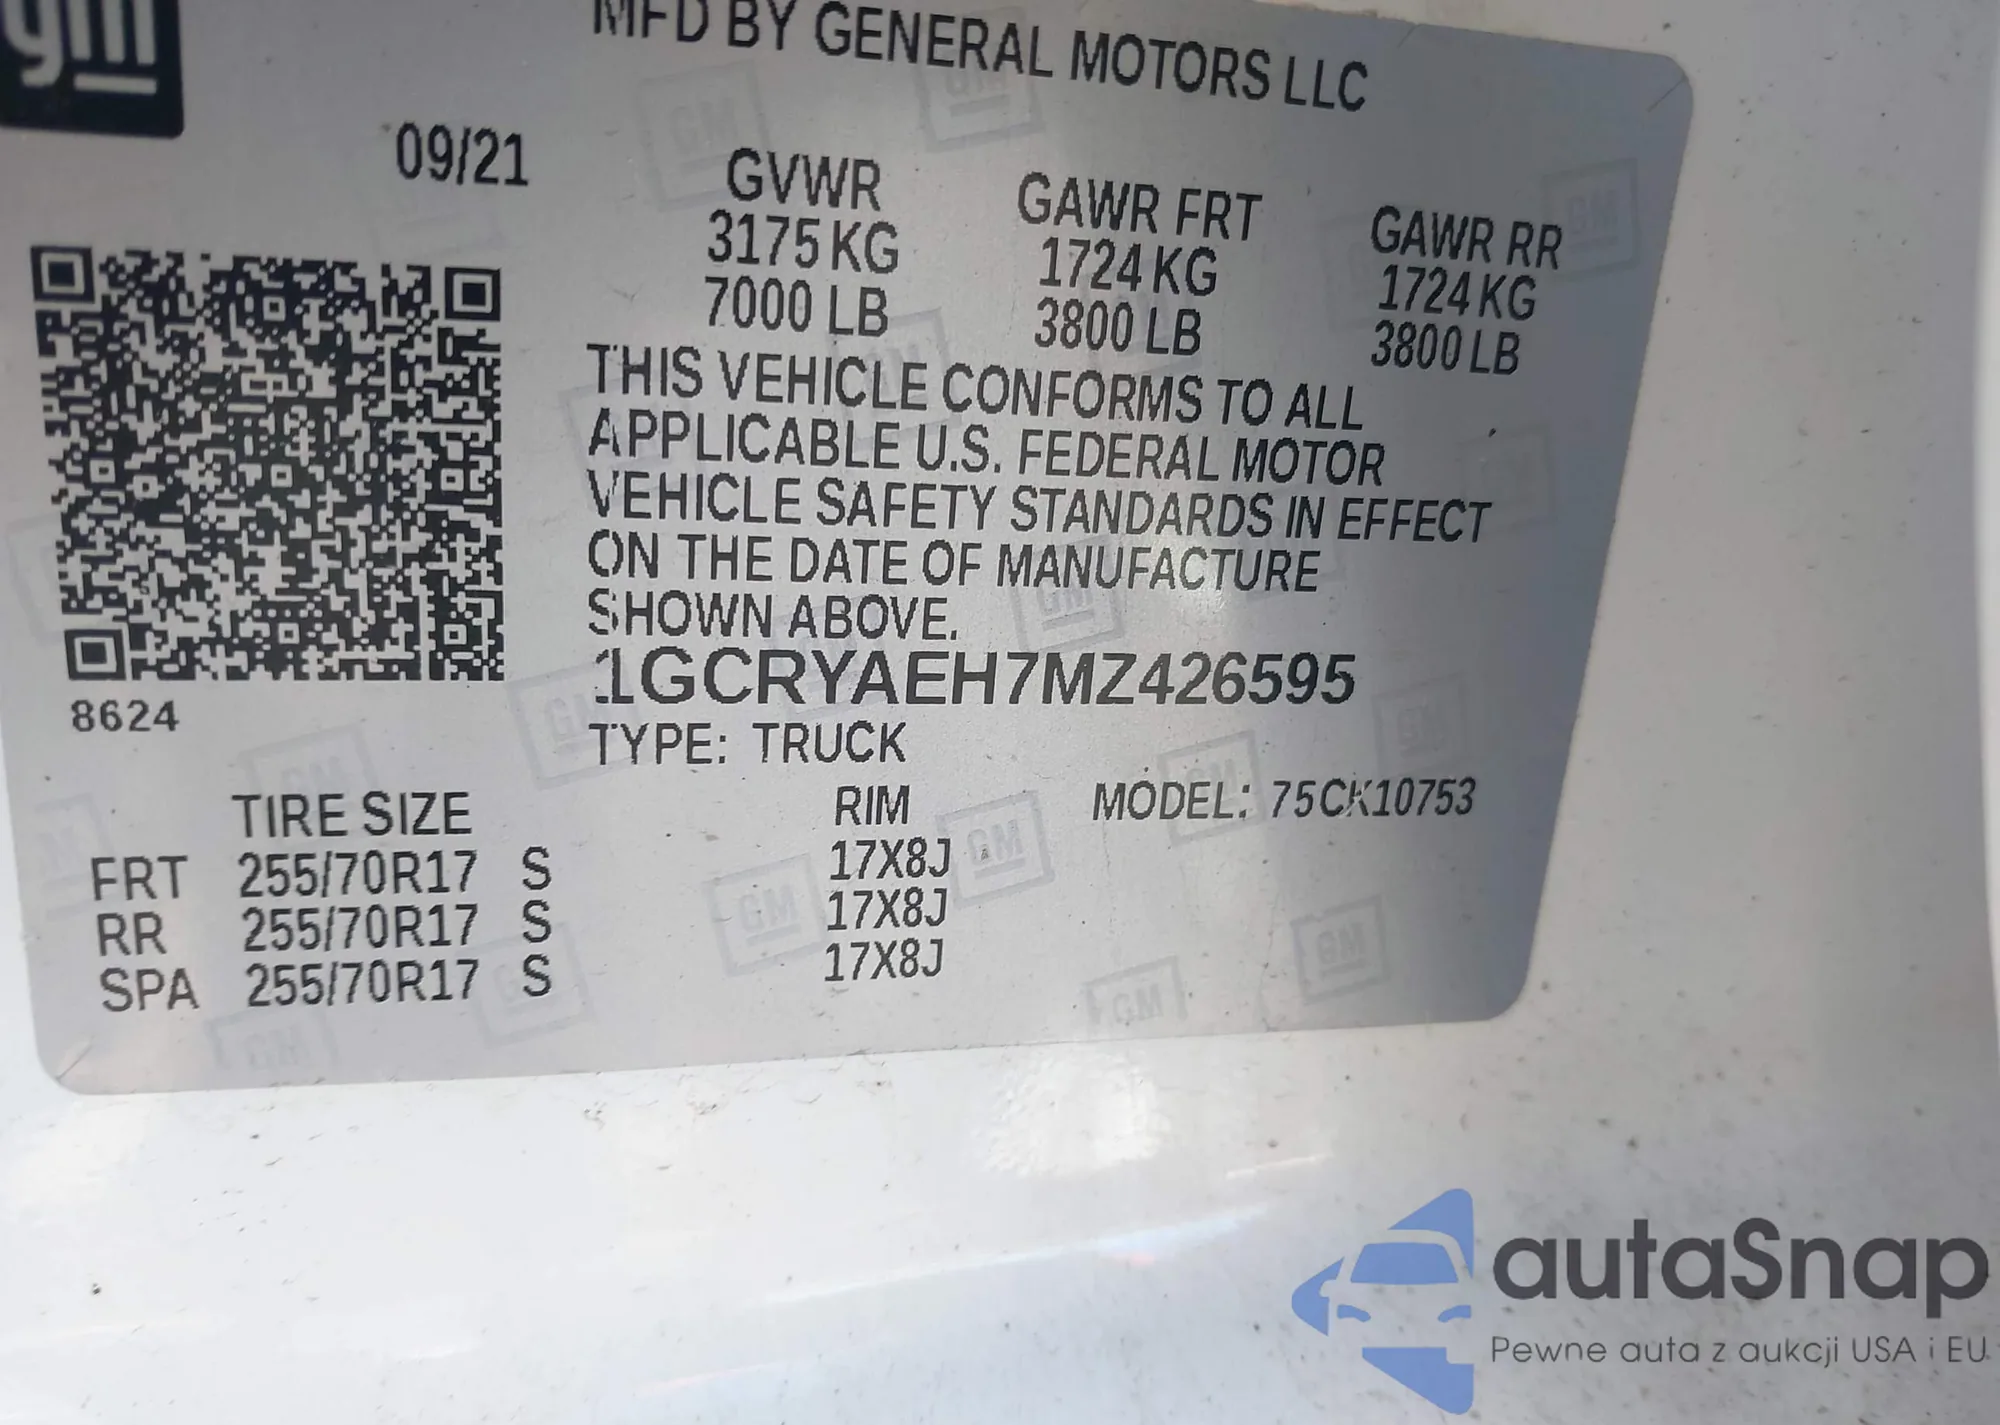 gm
MFD BY GENERAL MOTORS LLC
09/21
GVWR GAWR FRT GAWR RR
3175 KG 1724 KG 1724 KG
7000 LB 3800 LB 3800 LB
THIS VEHICLE CONFORMS TO ALL
APPLICABLE U.S. FEDERAL MOTOR
VEHICLE SAFETY STANDARDS IN EFFECT
ON THE DATE OF MANUFACTURE
SHOWN ABOVE.
1GCRYAEH7MZ426595
8624
TYPE: TRUCK
TIRE SIZE RIM MODEL: 75CK10753
FRT 255/70R17 S 17X8J
RR 255/70R17 S 17X8J
SPA 255/70R17 S 17X8J
autaSnap
Pewne auta z aukcji USA i EU